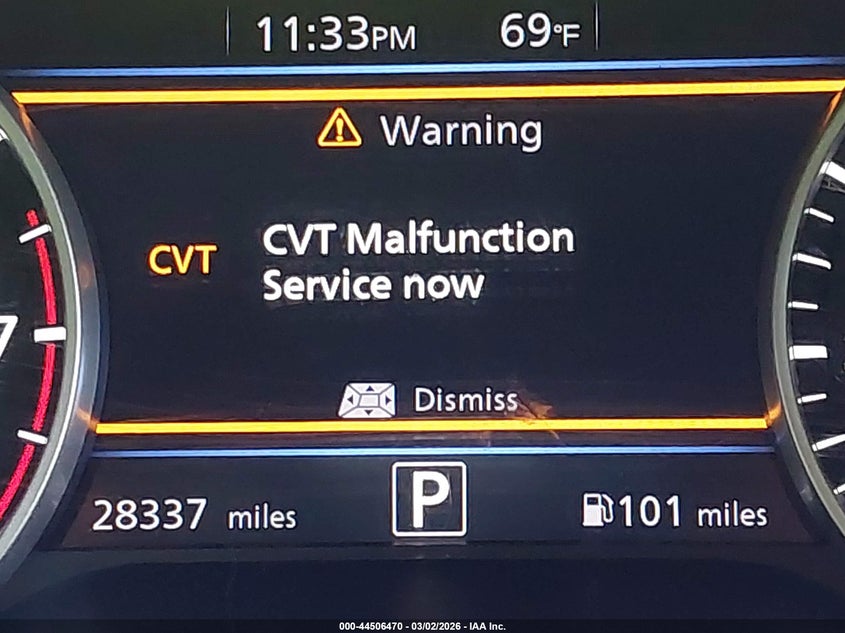 11:33PM 69°F
Warning
CVT CVT Malfunction
Service now
Dismiss
7
28337 miles P 101 miles
000-44506470 - 03/02/2026 - IAA Inc.